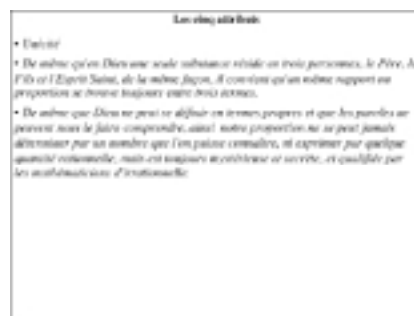 Les cinq attributs
• Unicité
• De même qu'en Dieu une seule substance réside en trois personnes, le Père, le
Fils et l'Esprit Saint, de la même façon, il convient qu'un même rapport ou
proportion se trouve toujours entre trois termes.
• De même que Dieu ne peut se définir en termes propres et que les paroles ne
peuvent nous le faire comprendre, ainsi notre proportion ne se peut jamais
déterminer par un nombre que l'on puisse connaître, ni exprimer par quelque
quantité rationnelle, mais est toujours mystérieuse et secrète, et qualifiée par
les mathématiciens d'irrationnelle.